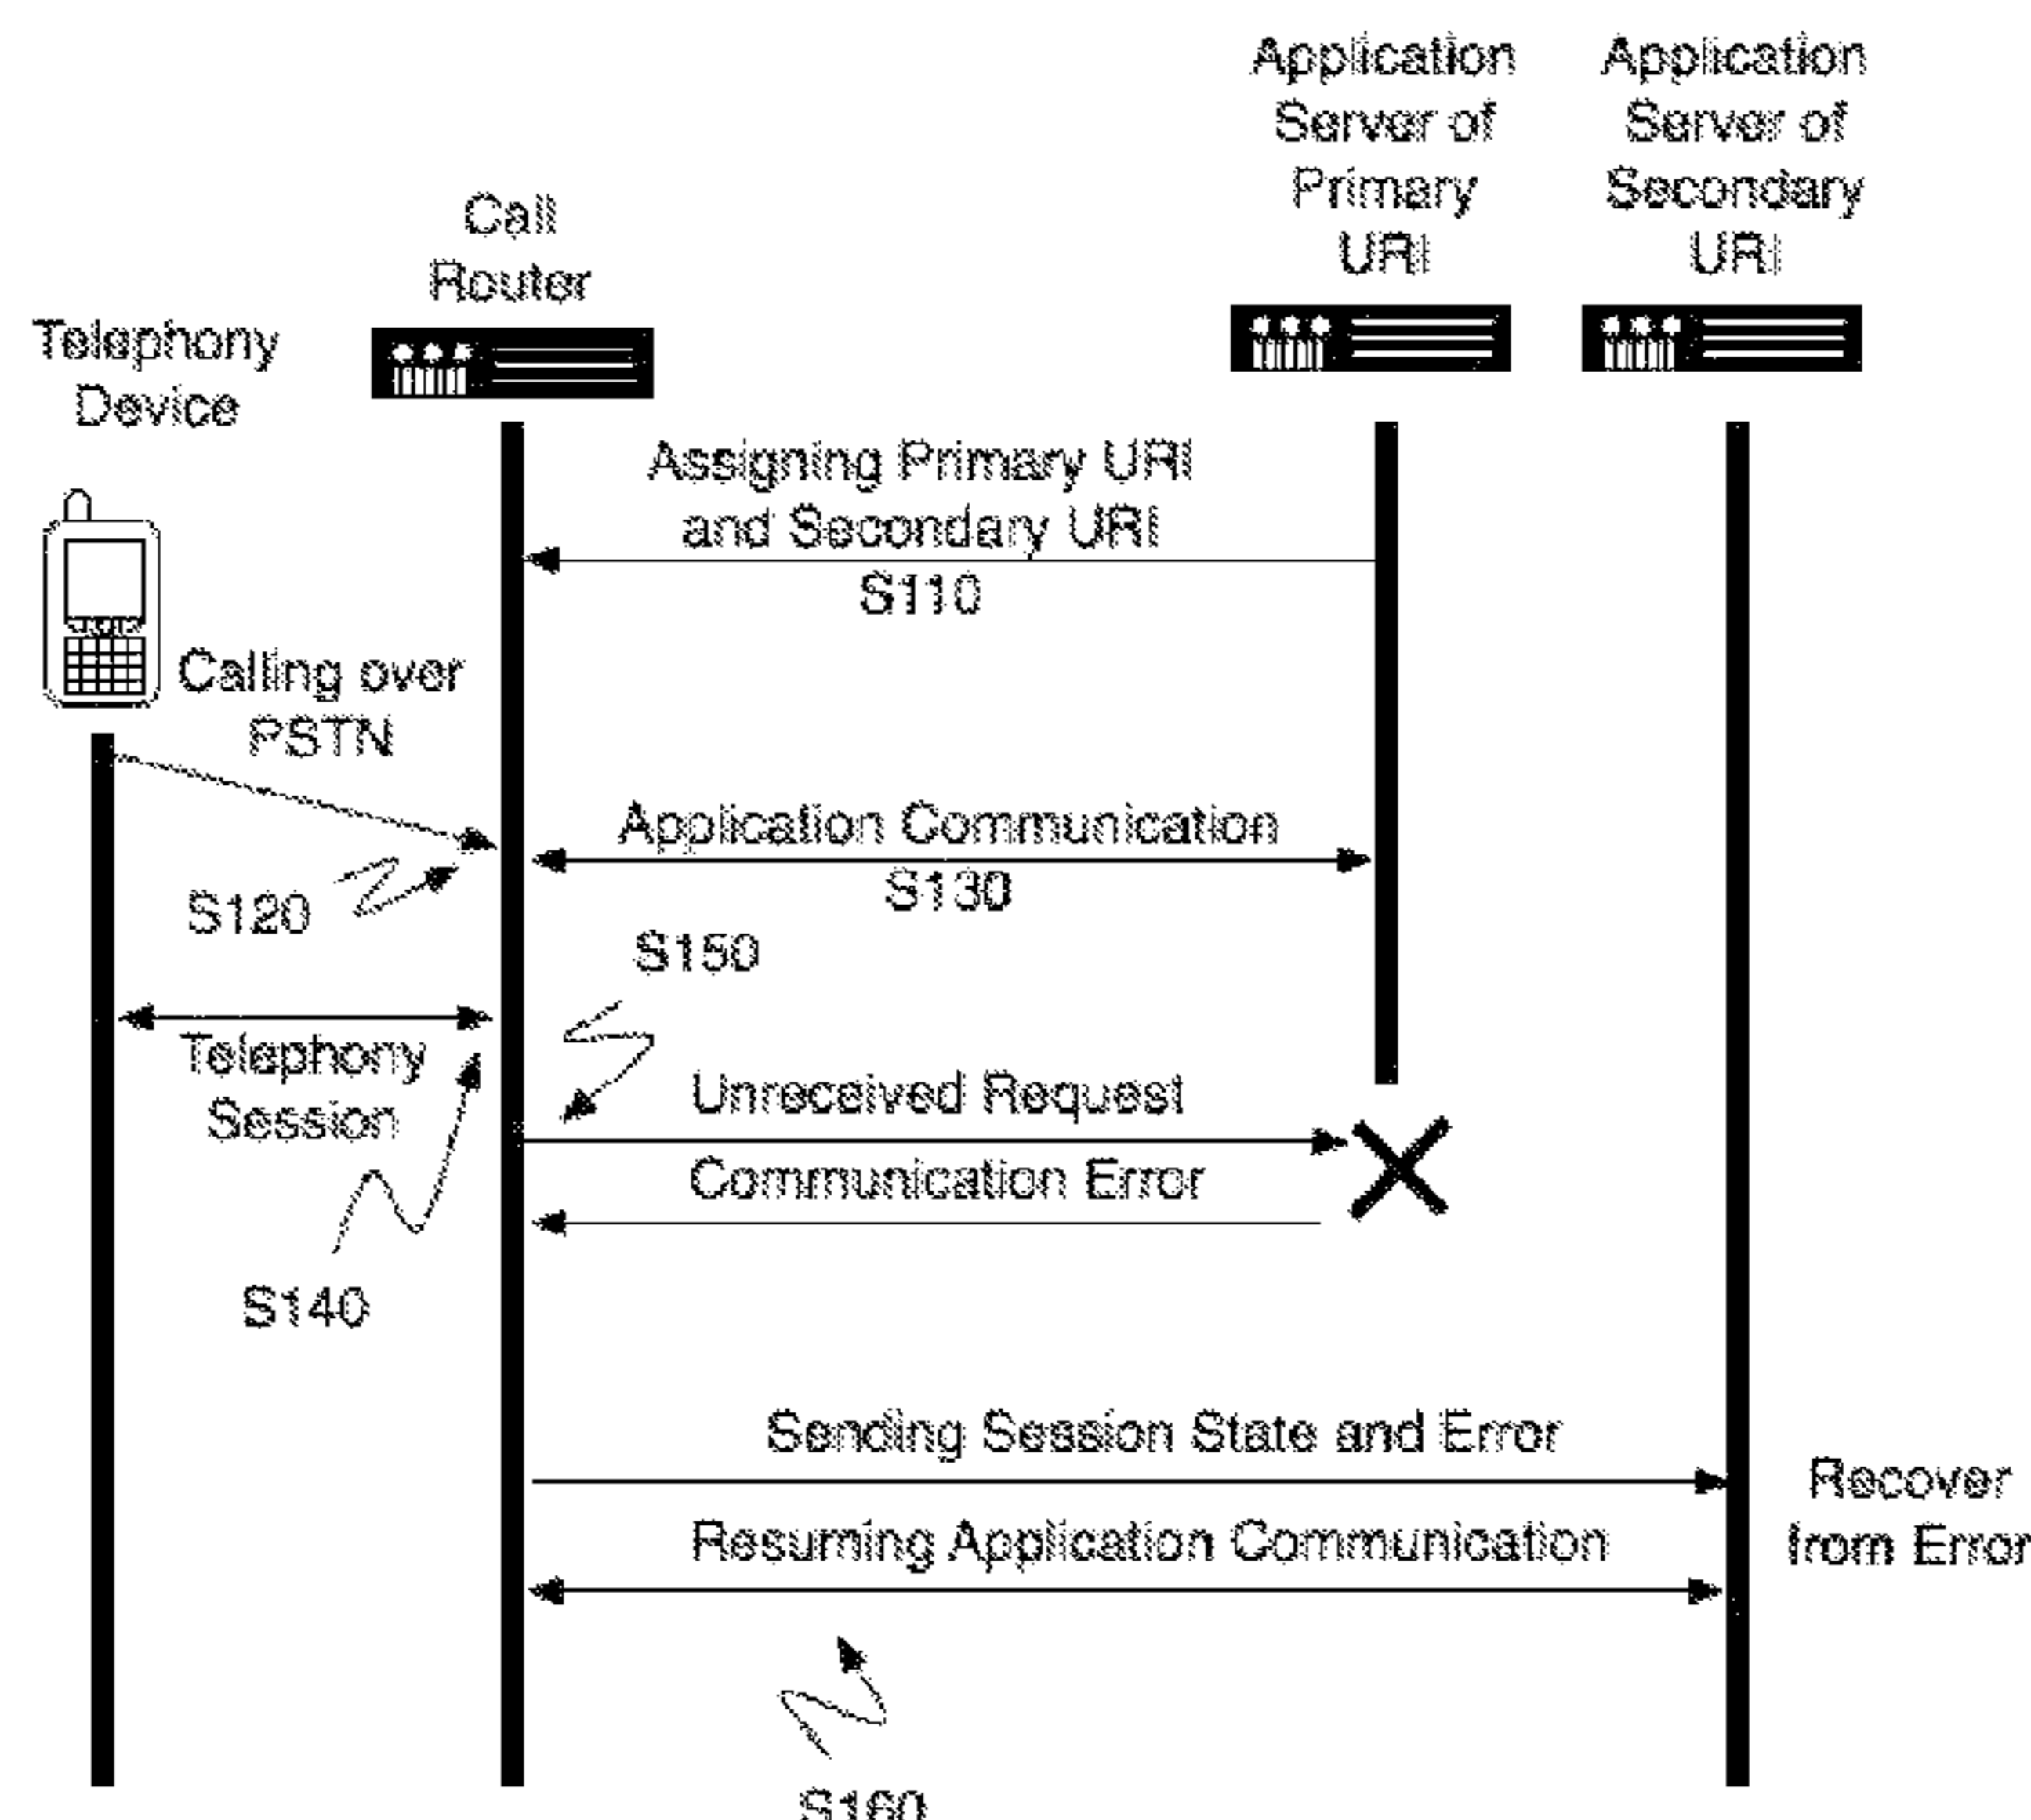 Application
Server of
Primary
URI
Application
Server of
Secondary
URI
Call
Router
Telephony
Device
Assigning Primary URI
and Secondary URI
S110
Calling over
PSTN
Application Communication
S130
S120
S150
Telephony
Session
Unreceived Request
Communication Error
S140
Sending Session State and Error
Recover
from Error
Resuming Application Communication
S160